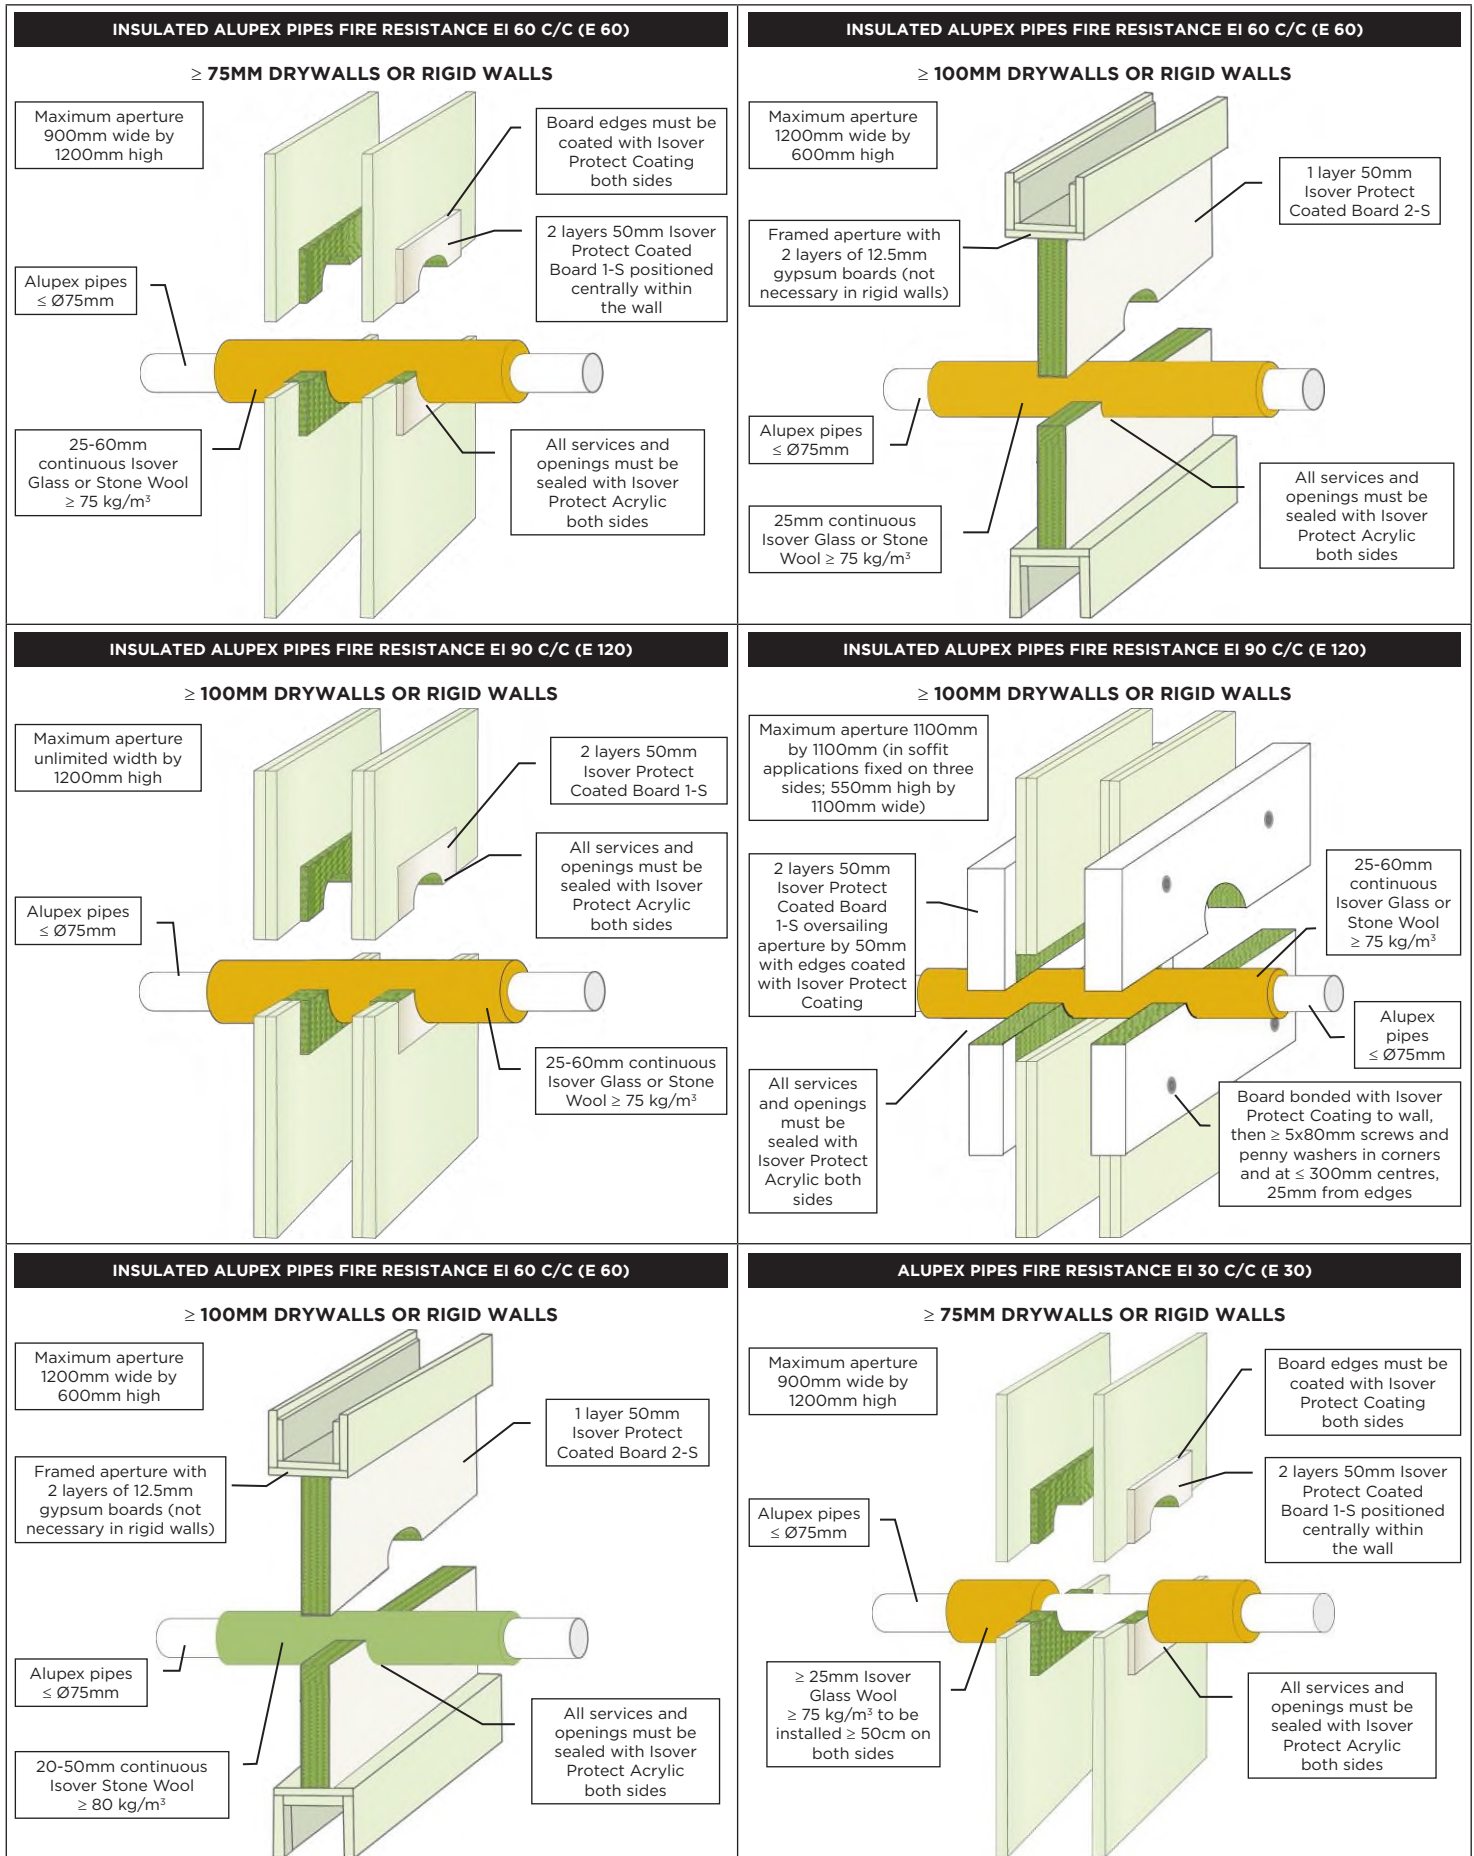 INSULATED ALUPEX PIPES FIRE RESISTANCE EI 60 C/C (E 60)
≥ 75MM DRYWALLS OR RIGID WALLS
Maximum aperture
900mm wide by
1200mm high
Board edges must be
coated with Isover
Protect Coating
both sides
2 layers 50mm Isover
Protect Coated
Board 1-S positioned
centrally within
the wall
Alupex pipes
≤ Ø75mm
25-60mm
continuous Isover
Glass or Stone Wool
≥ 75 kg/m³
All services and
openings must be
sealed with Isover
Protect Acrylic
both sides
INSULATED ALUPEX PIPES FIRE RESISTANCE EI 60 C/C (E 60)
≥ 100MM DRYWALLS OR RIGID WALLS
Maximum aperture
1200mm wide by
600mm high
1 layer 50mm
Isover Protect
Coated Board 2-S
Framed aperture with
2 layers of 12.5mm
gypsum boards (not
necessary in rigid walls)
Alupex pipes
≤ Ø75mm
25mm continuous
Isover Glass or Stone
Wool ≥ 75 kg/m³
All services and
openings must be
sealed with Isover
Protect Acrylic
both sides
INSULATED ALUPEX PIPES FIRE RESISTANCE EI 90 C/C (E 120)
≥ 100MM DRYWALLS OR RIGID WALLS
Maximum aperture
unlimited width by
1200mm high
2 layers 50mm
Isover Protect
Coated Board 1-S
All services and
openings must be
sealed with Isover
Protect Acrylic
both sides
Alupex pipes
≤ Ø75mm
25-60mm continuous
Isover Glass or Stone
Wool ≥ 75 kg/m³
INSULATED ALUPEX PIPES FIRE RESISTANCE EI 90 C/C (E 120)
≥ 100MM DRYWALLS OR RIGID WALLS
Maximum aperture 1100mm
by 1100mm (in soffit
applications fixed on three
sides; 550mm high by
1100mm wide)
2 layers 50mm
Isover Protect
Coated Board
1-S oversailing
aperture by 50mm
with edges coated
with Isover Protect
Coating
25-60mm
continuous
Isover Glass or
Stone Wool
≥ 75 kg/m³
Alupex
pipes
≤ Ø75mm
All services
and openings
must be
sealed with
Isover Protect
Acrylic both
sides
Board bonded with Isover
Protect Coating to wall,
then ≥ 5x80mm screws and
penny washers in corners
and at ≤ 300mm centres,
25mm from edges
INSULATED ALUPEX PIPES FIRE RESISTANCE EI 60 C/C (E 60)
≥ 100MM DRYWALLS OR RIGID WALLS
Maximum aperture
1200mm wide by
600mm high
1 layer 50mm
Isover Protect
Coated Board 2-S
Framed aperture with
2 layers of 12.5mm
gypsum boards (not
necessary in rigid walls)
Alupex pipes
≤ Ø75mm
20-50mm continuous
Isover Stone Wool
≥ 80 kg/m³
All services and
openings must be
sealed with Isover
Protect Acrylic
both sides
ALUPEX PIPES FIRE RESISTANCE EI 30 C/C (E 30)
≥ 75MM DRYWALLS OR RIGID WALLS
Maximum aperture
900mm wide by
1200mm high
Board edges must be
coated with Isover
Protect Coating
both sides
2 layers 50mm Isover
Protect Coated
Board 1-S positioned
centrally within
the wall
Alupex pipes
≤ Ø75mm
≥ 25mm Isover
Glass Wool
≥ 75 kg/m³ to be
installed ≥ 50cm on
both sides
All services and
openings must be
sealed with Isover
Protect Acrylic
both sides